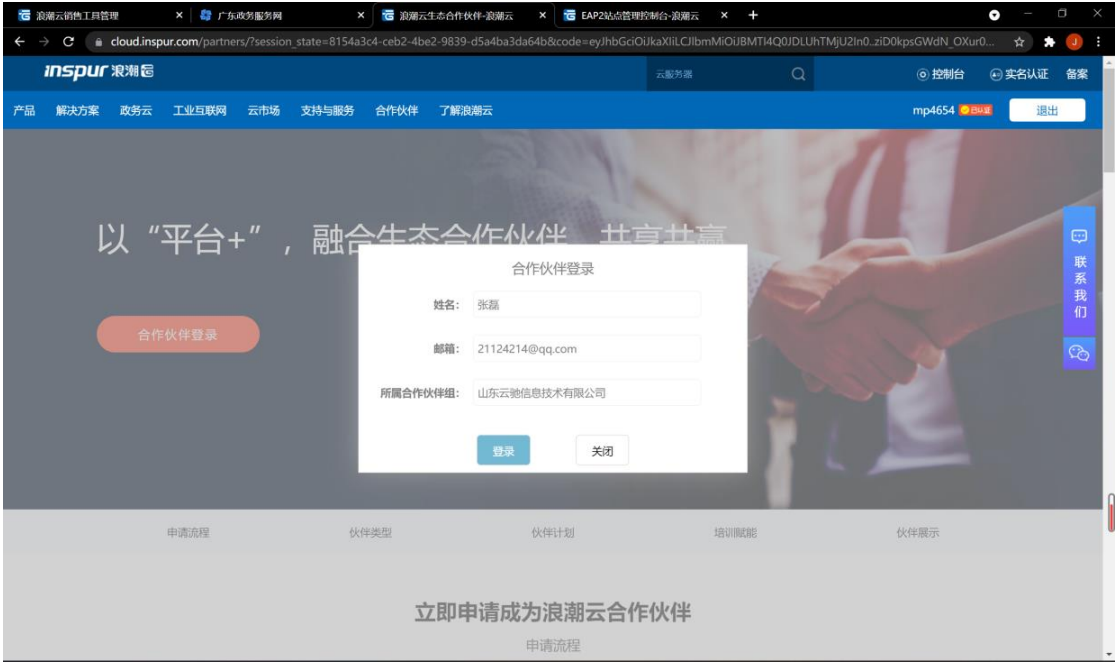 浪潮云销售工具管理 × 广东政务服务网 × 浪潮云生态合作伙伴-浪潮云 × EAP2站点管理控制台-浪潮云 × +
cloud.inspur.com/partners/?session_state=8154a3c4-ceb2-4be2-9839-d5a4ba3da64b&code=eyJhbGciOiJkaXIiLCJlbmMiOiJBMTI4Q0JDLUhTMjU2In0..ziD0kpsGWdN_OXur0... J
inspur 浪潮 云服务器 控制台 实名认证 备案
产品 解决方案 政务云 工业互联网 云市场 支持与服务 合作伙伴 了解浪潮云 mp4654 已认证 退出
以“平台+”，融合生态合作伙伴，共享共赢
合作伙伴登录
姓名： 张磊
合作伙伴登录
邮箱： 21124214@qq.com
所属合作伙伴组： 山东云驰信息技术有限公司
登录 关闭
联系我们
申请流程 伙伴类型 伙伴计划 培训赋能 伙伴展示
立即申请成为浪潮云合作伙伴
申请流程